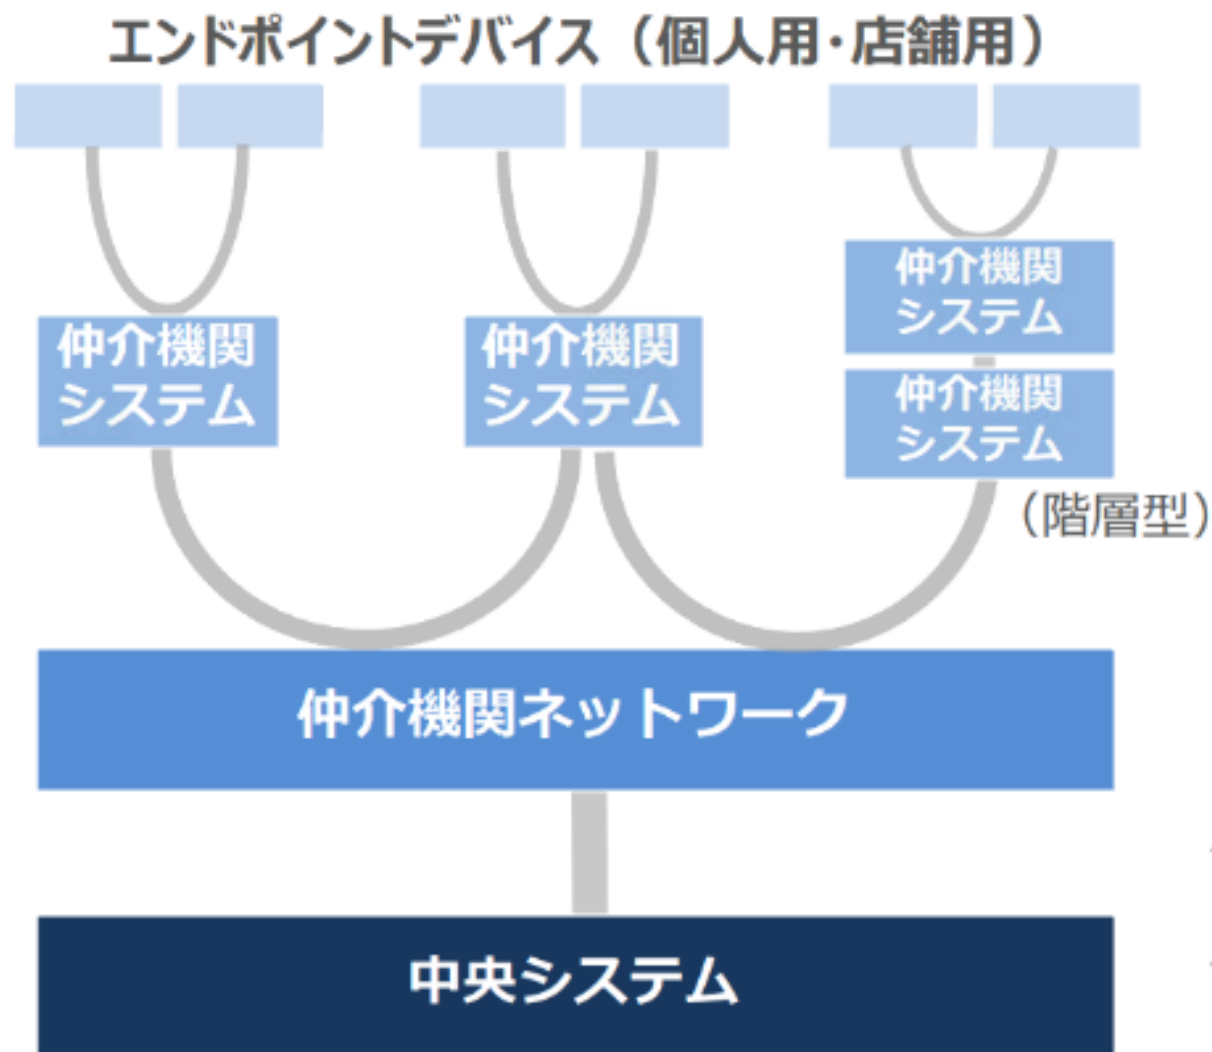 エンドポイントデバイス（個人用・店舗用）
仲介機関
システム
仲介機関
システム
仲介機関
システム
仲介機関
システム
（階層型）
仲介機関ネットワーク
中央システム